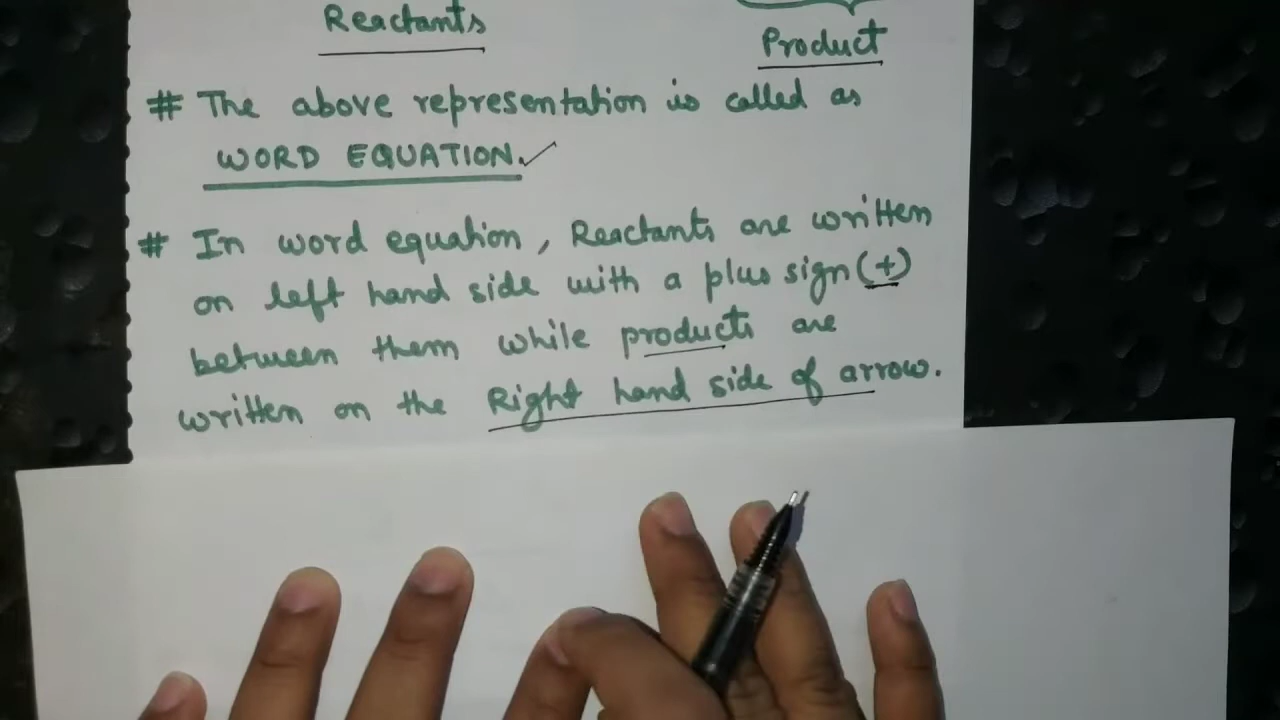 Reactants
Product
# The above representation is called as
WORD EQUATION.
# In word equation, Reactants are written
on left hand side with a plus sign (+)
between them while products are
written on the Right hand side of arrow.